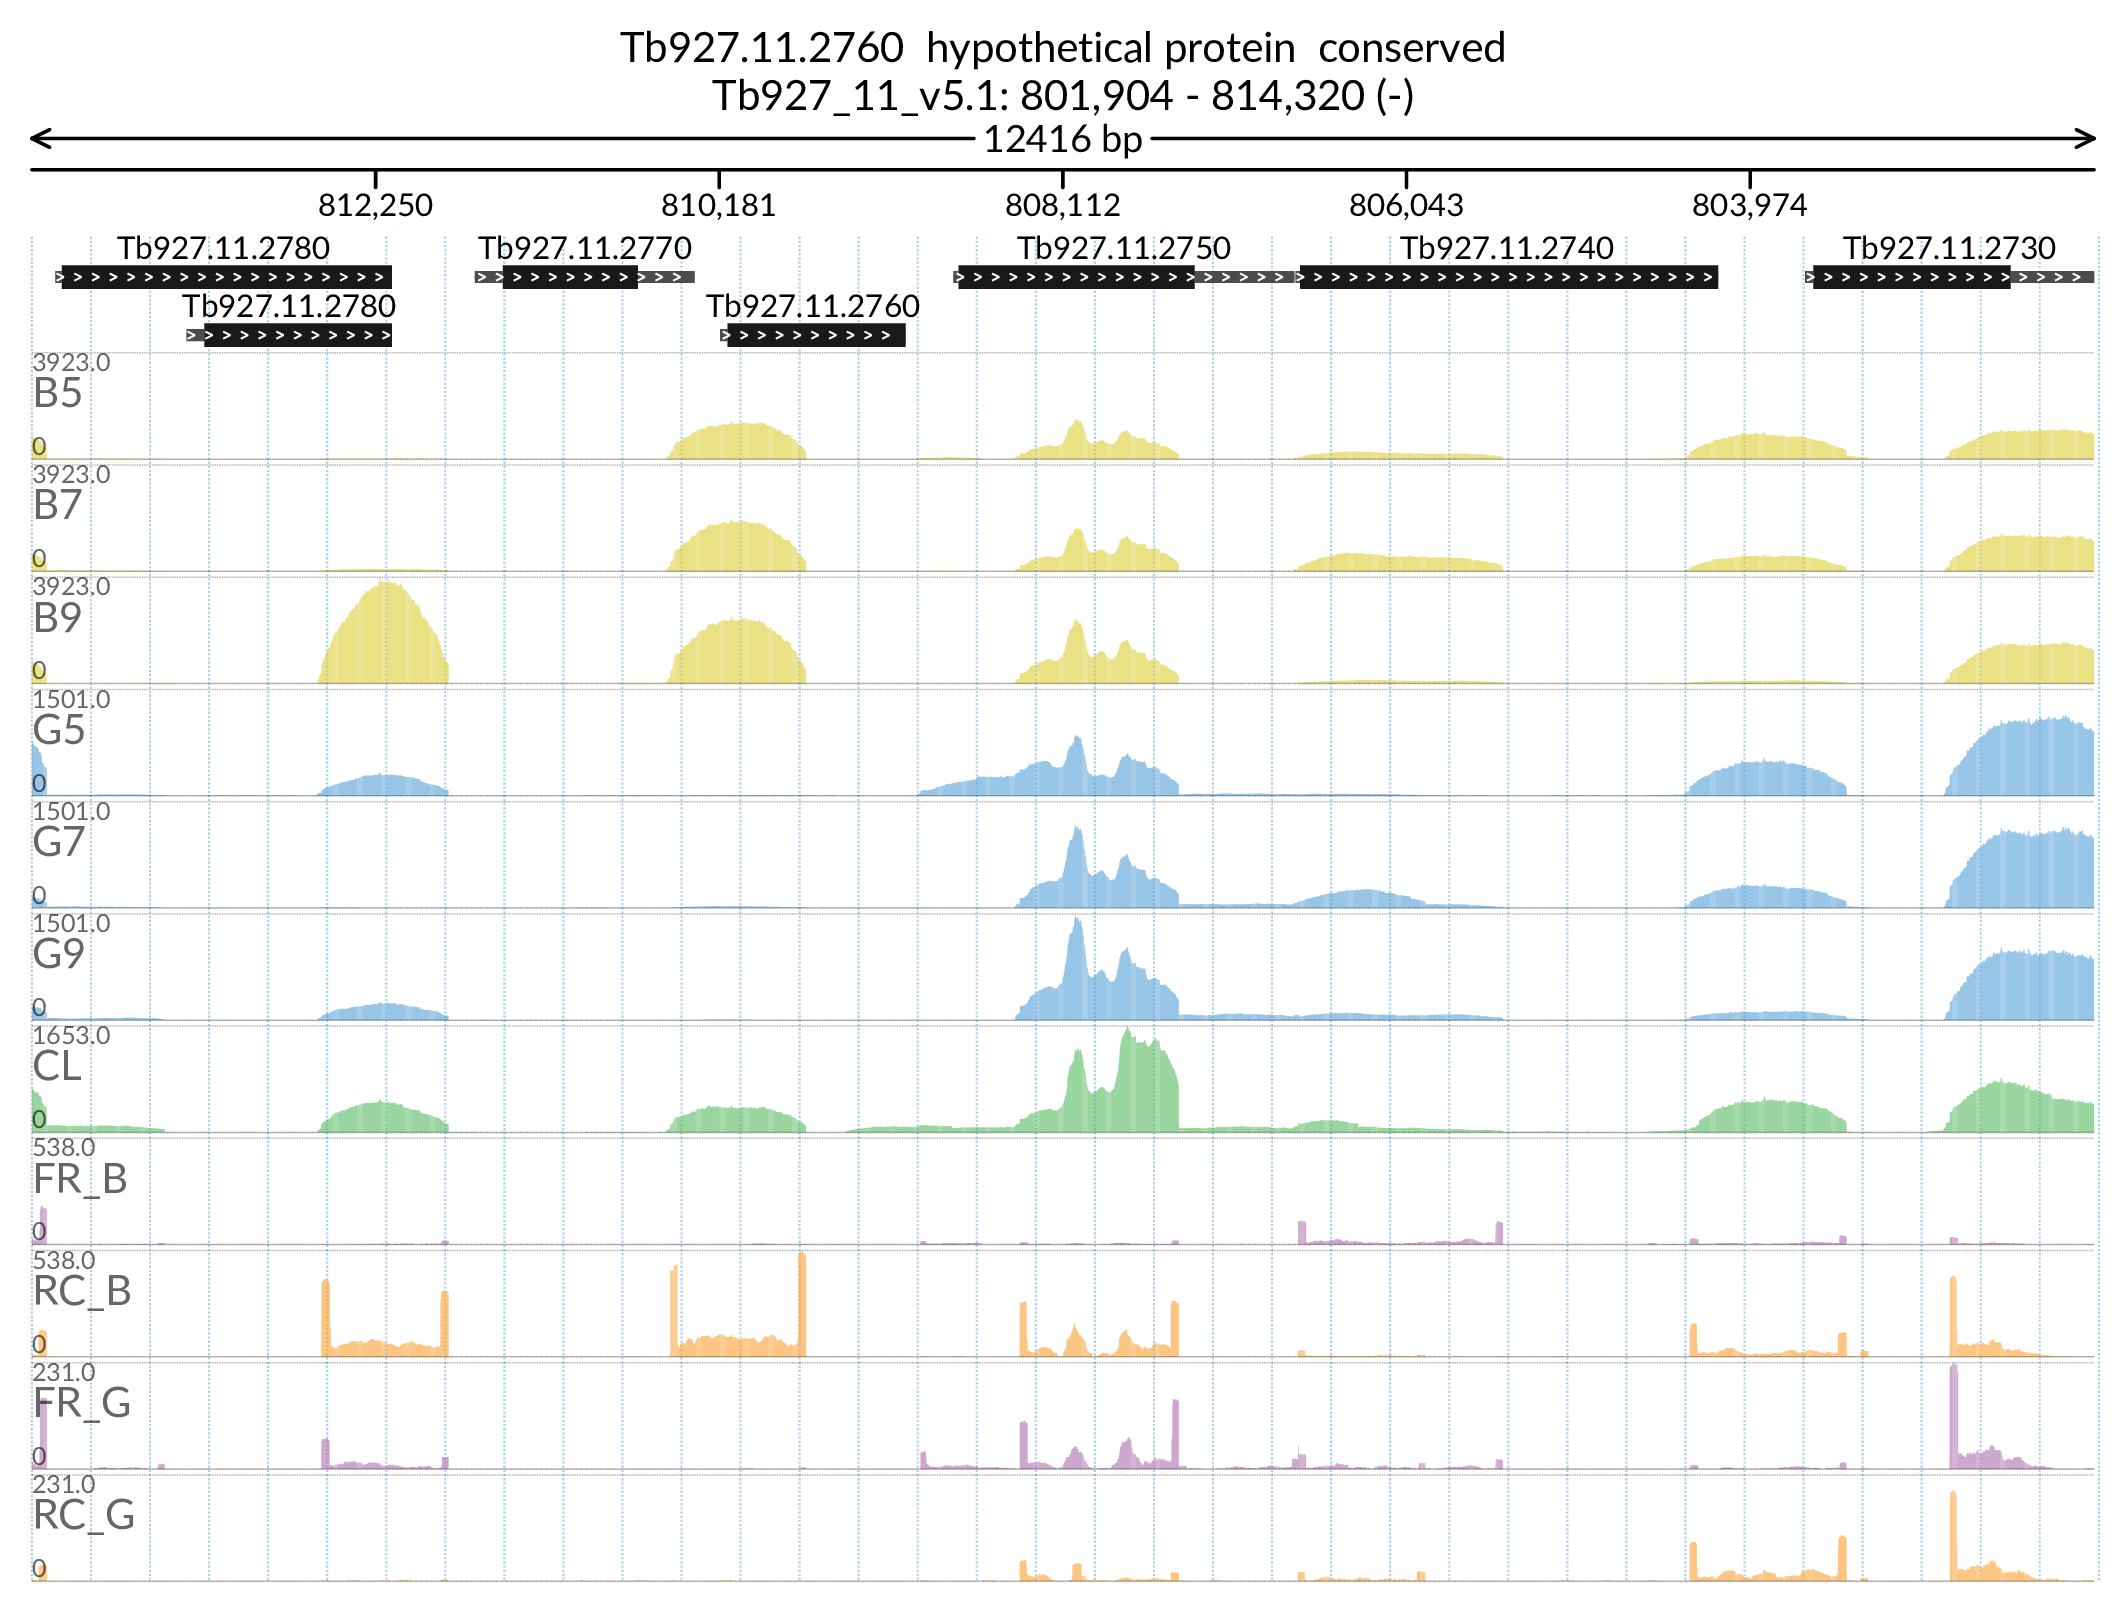 Tb927.11.2760  hypothetical protein  conserved
Tb927_11_v5.1: 801,904 - 814,320 (-)
12416 bp
812,250 810,181 808,112 806,043 803,974
Tb927.11.2780 Tb927.11.2770 Tb927.11.2750 Tb927.11.2740 Tb927.11.2730
Tb927.11.2780 Tb927.11.2760
3923.0
B5
0
3923.0
B7
0
3923.0
B9
0
1501.0
G5
0
1501.0
G7
0
1501.0
G9
0
1653.0
CL
0
538.0
FR_B
0
538.0
RC_B
0
231.0
FR_G
0
231.0
RC_G
0